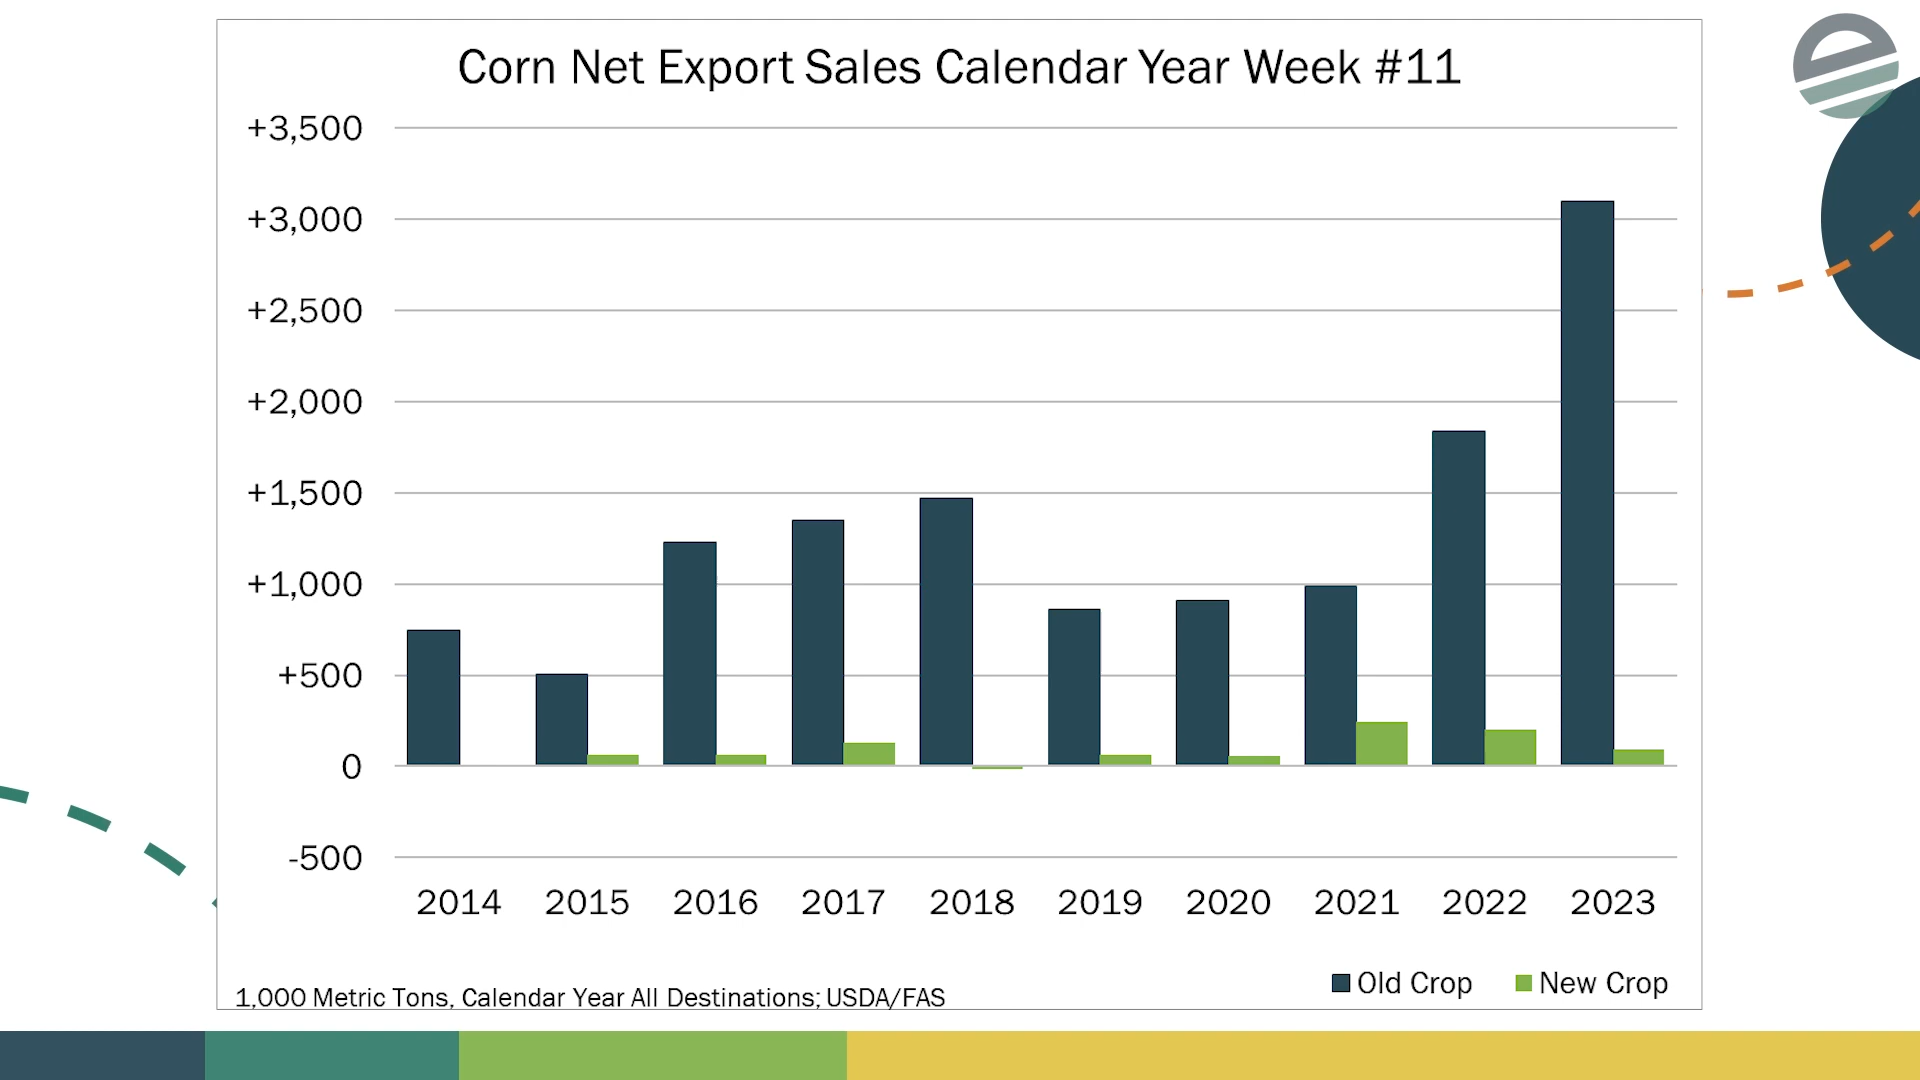 Corn Net Export Sales Calendar Year Week #11
+3,500
+3,000
+2,500
+2,000
+1,500
+1,000
+500
0
-500
2014 2015 2016 2017 2018 2019 2020 2021 2022 2023
Old Crop New Crop
1,000 Metric Tons, Calendar Year All Destinations; USDA/FAS